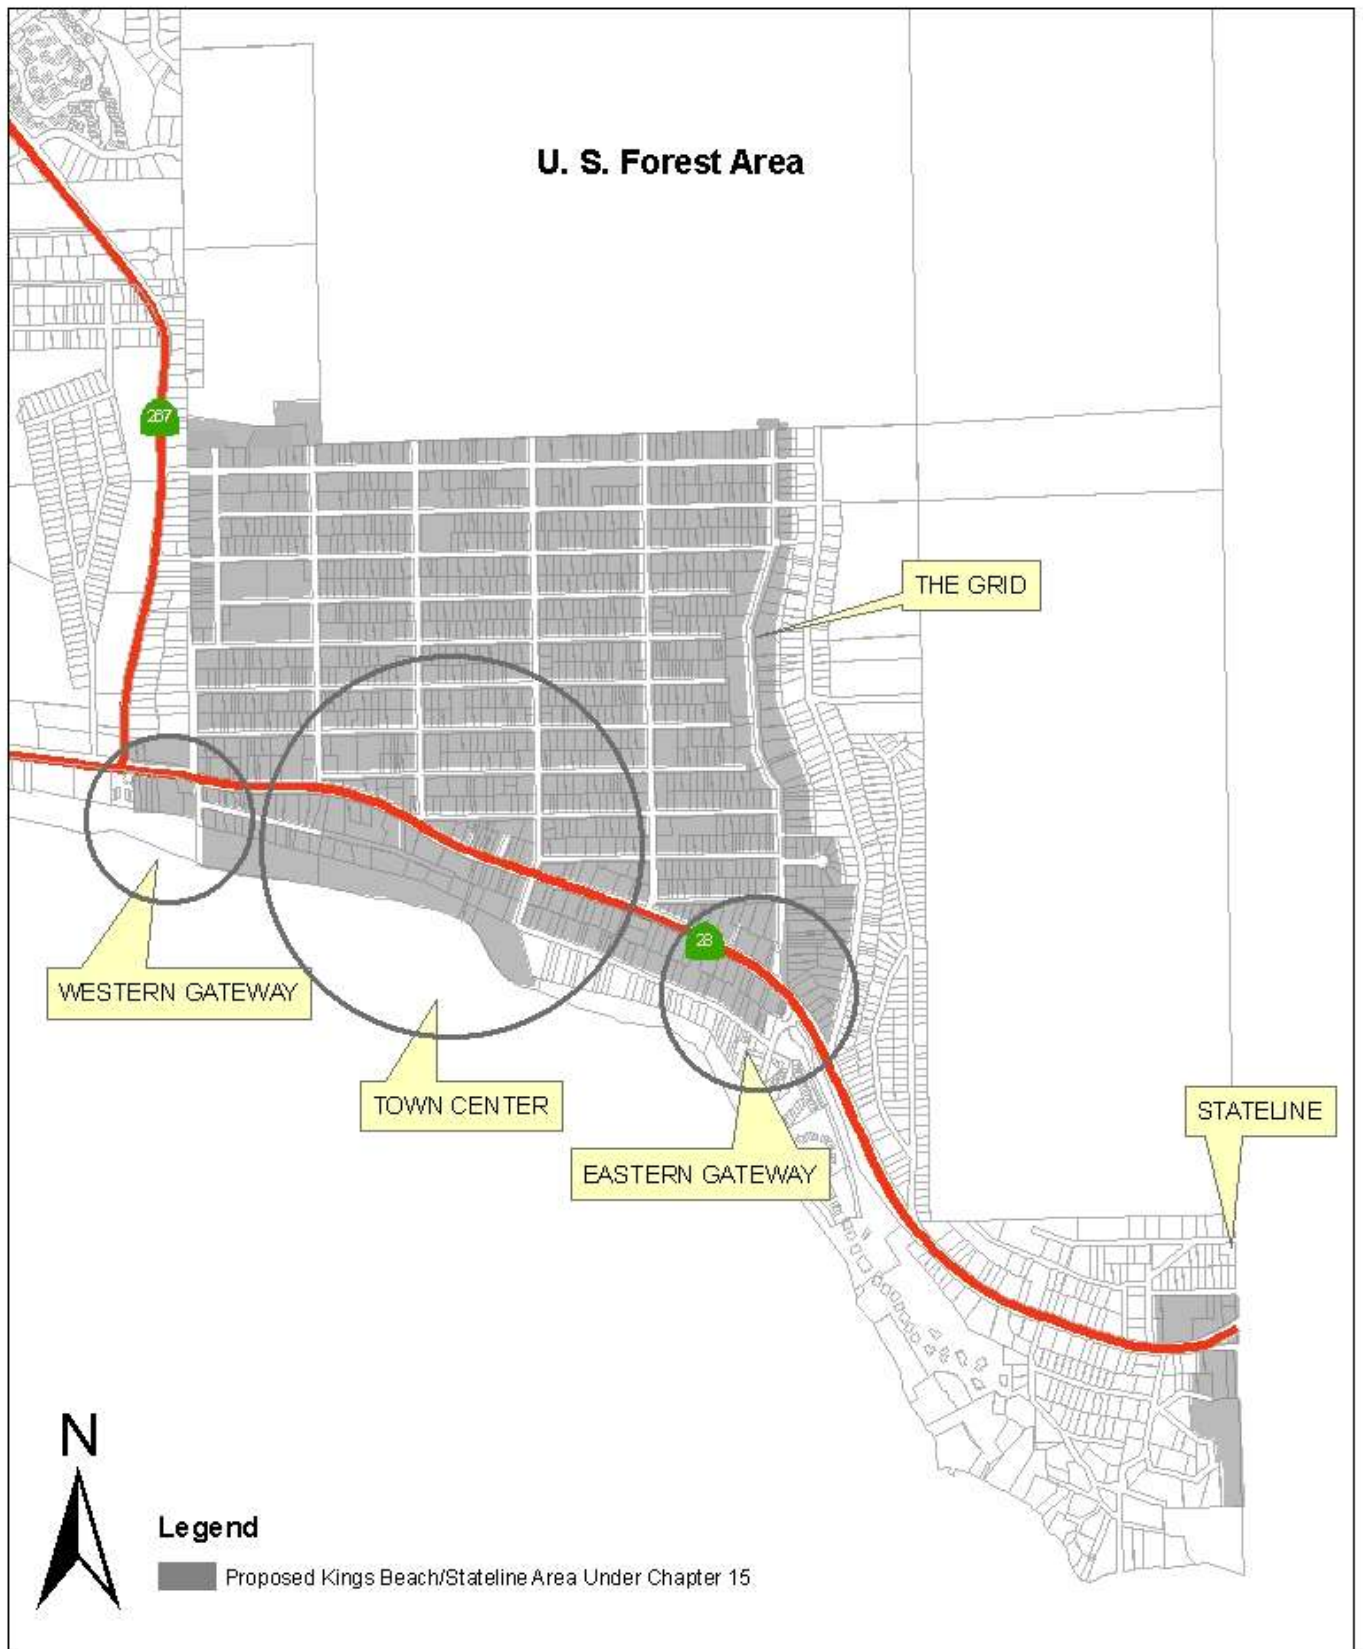 U. S. Forest Area
267
THE GRID
28
WESTERN GATEWAY
TOWN CENTER
STATELINE
EASTERN GATEWAY
N
Legend
Proposed Kings Beach/Stateline Area Under Chapter 15